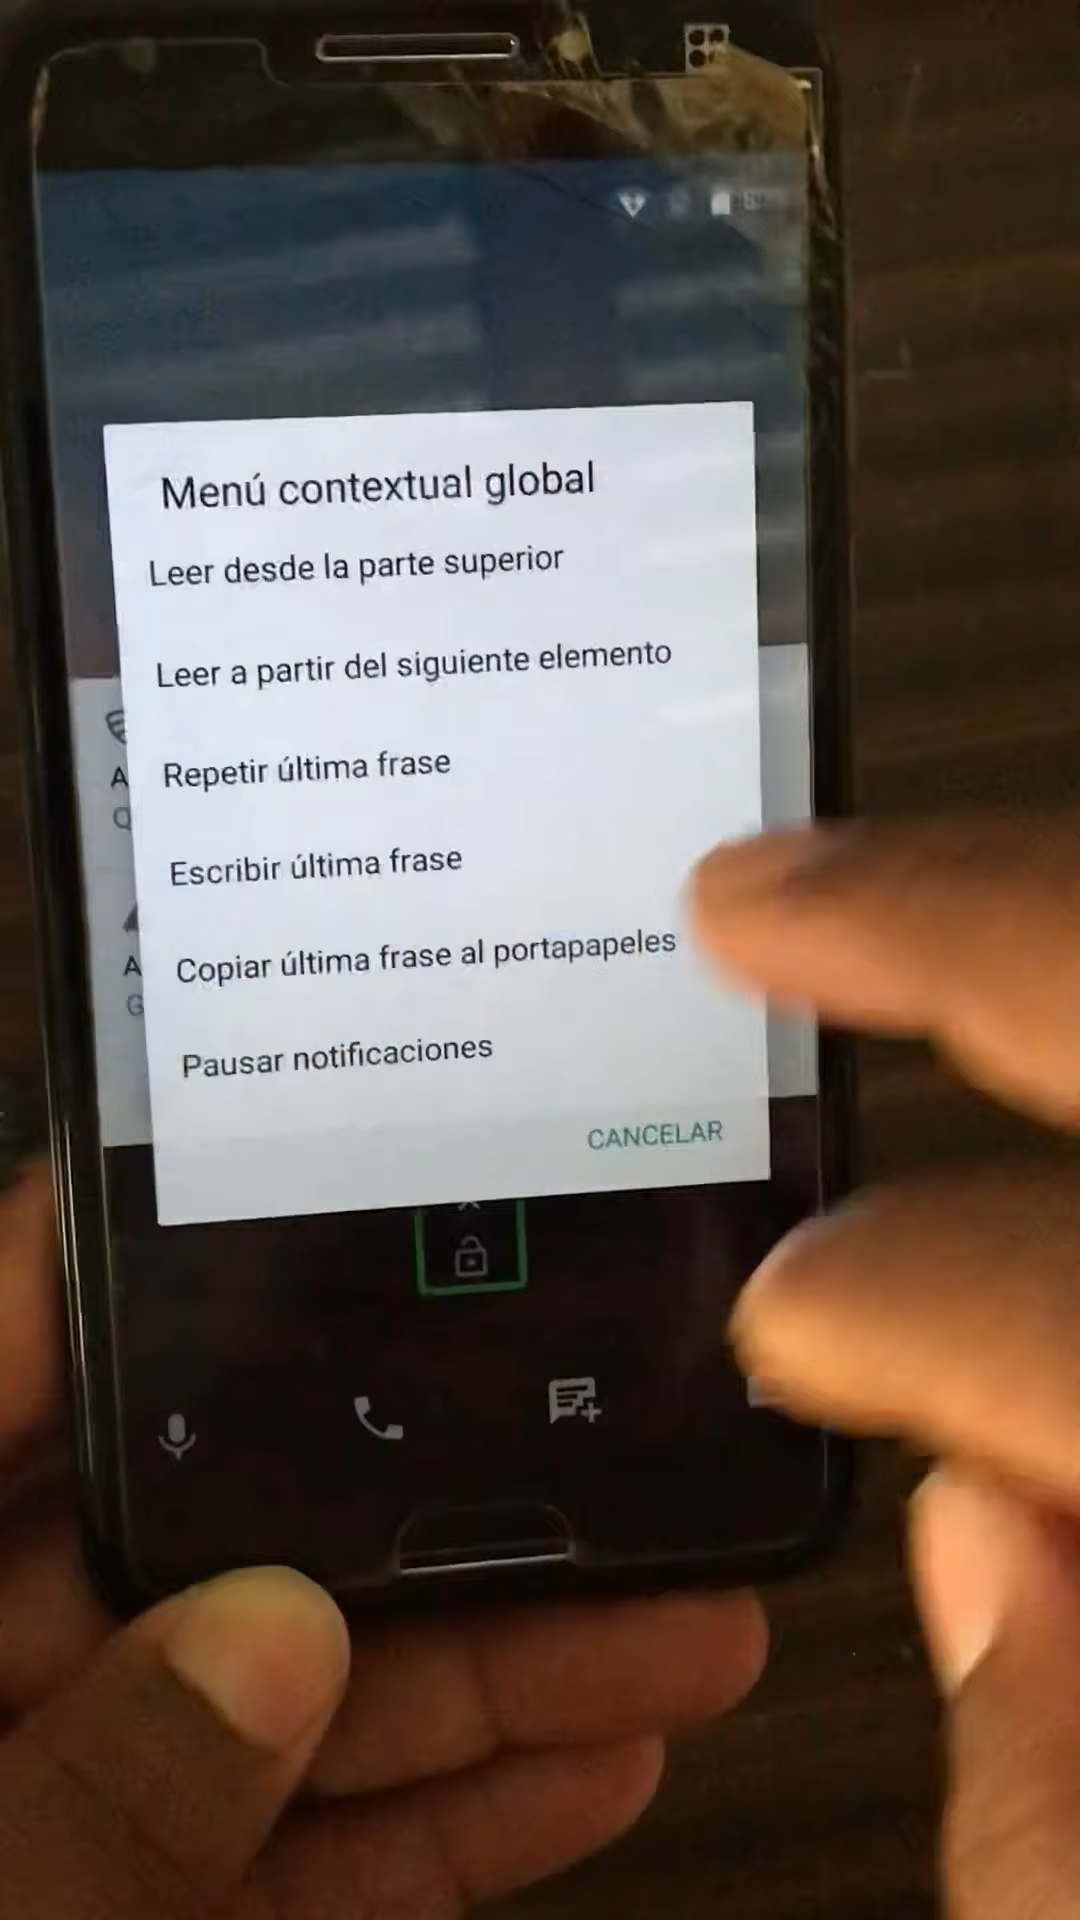 Menú contextual global
Leer desde la parte superior
Leer a partir del siguiente elemento
Repetir última frase
Escribir última frase
Copiar última frase al portapapeles
Pausar notificaciones
CANCELAR
A
Q
A
G